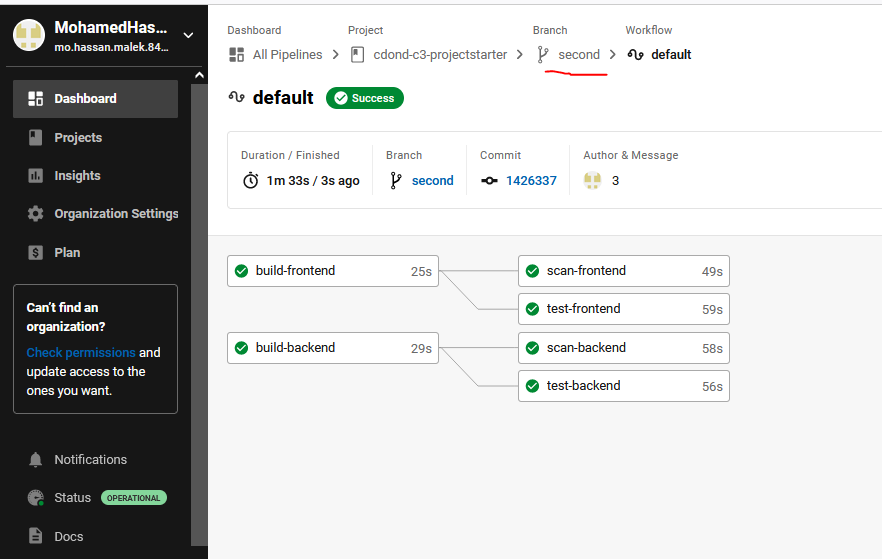 MohamedHas...
mo.hassan.malek.84...
Dashboard
Projects
Insights
Organization Settings
Plan
Can't find an
organization?
Check permissions and
update access to the
ones you want.
Notifications
Status OPERATIONAL
Docs
Dashboard Project Branch Workflow
All Pipelines > cdond-c3-projectstarter > second > default
default Success
Duration / Finished Branch Commit Author & Message
1m 33s / 3s ago second 1426337 3
build-frontend 25s scan-frontend 49s
test-frontend 59s
build-backend 29s scan-backend 58s
test-backend 56s